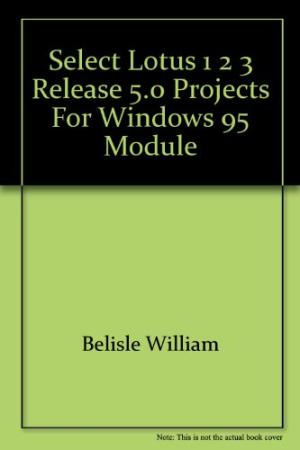 Select Lotus 1 2 3
Release 5.0 Projects
For Windows 95
Module
Belisle William
Note: This is not the actual book cover